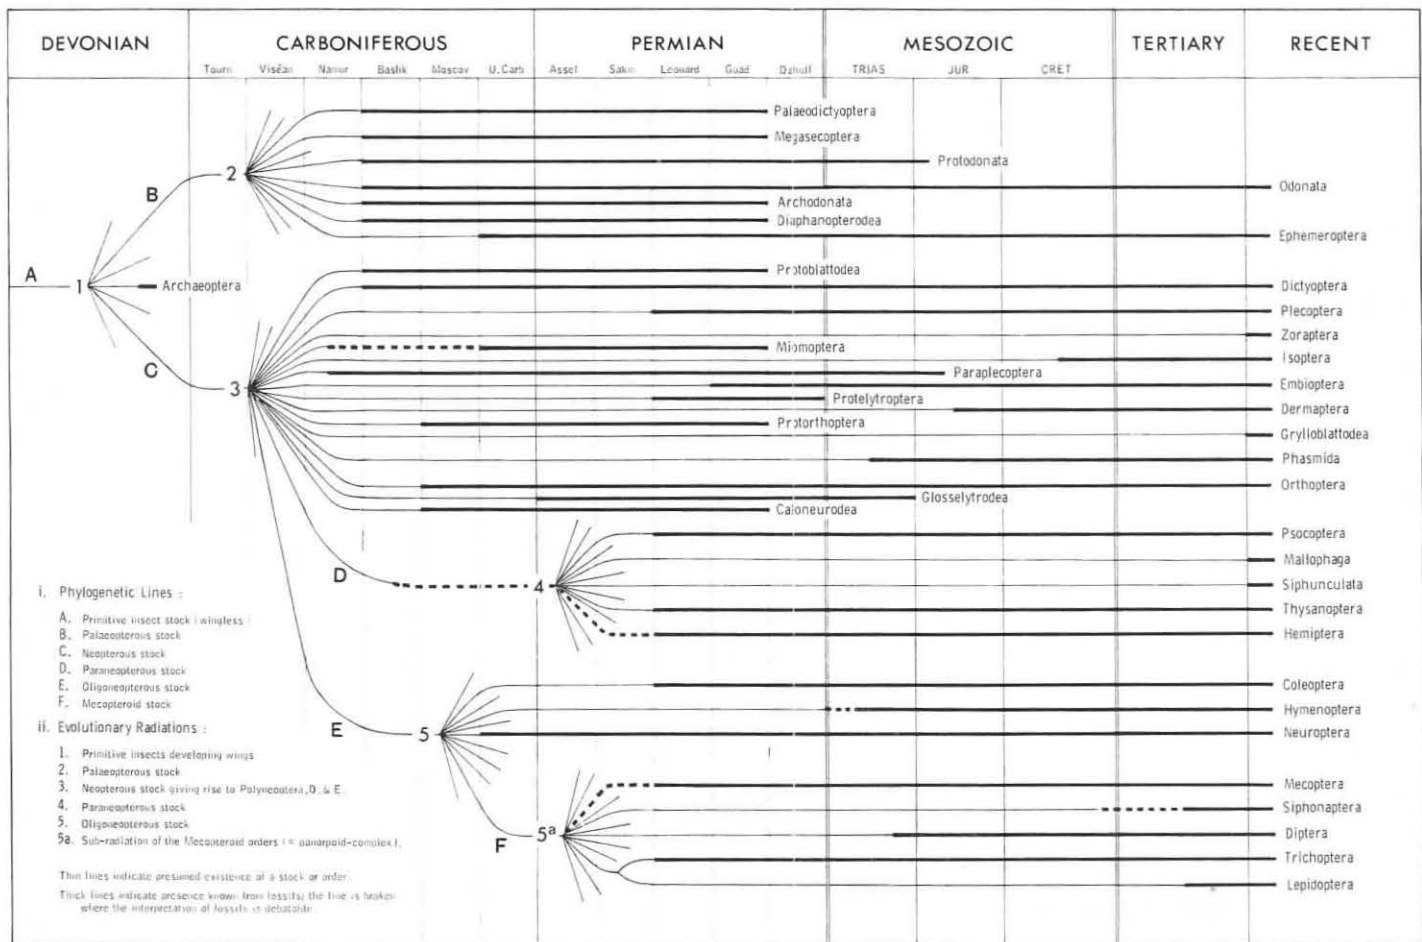 DEVONIAN CARBONIFEROUS PERMIAN MESOZOIC TERTIARY RECENT
Tourn Viséan Namur Bashk Moscov U.Carb Assel Sakm Leonard Guad Dzhulf TRIAS JUR CRET
Palaeodictyoptera
Megasecoptera
Protodonata
2
B
Odonata
Archodonata
Diaphanopterodea
Ephemeroptera
A
Protoblattodea
1 Archaeoptera
Dictyoptera
Plecoptera
Zoraptera
Miomoptera
Isoptera
C
Paraplecoptera
3
Embioptera
Protelytroptera
Dermaptera
Protorthoptera
Grylloblattodea
Phasmida
Orthoptera
Glosselytrodea
Caloneurodea
Psocoptera
Mallophaga
D
4
Siphunculata
Thysanoptera
Hemiptera
Coleoptera
Hymenoptera
E
5
Neuroptera
Mecoptera
Siphonaptera
F
5a
Diptera
Trichoptera
Lepidoptera
i. Phylogenetic Lines :
A. Primitive insect stock (wingless)
B. Palaeopterous stock
C. Neopterous stock
D. Paraneopterous stock
E. Oligoneopterous stock
F. Mecopteroid stock
ii. Evolutionary Radiations :
1. Primitive insects developing wings
2. Palaeopterous stock
3. Neopterous stock giving rise to Polyneoptera, D. & E.
4. Paraneopterous stock
5. Oligoneopterous stock
5a. Sub-radiation of the Mecopteroid orders (= panorpoid-complex).
Thin lines indicate presumed existence of a stock or order.
Thick lines indicate presence known from fossils; the line is broken
where the interpretation of fossils is debatable.